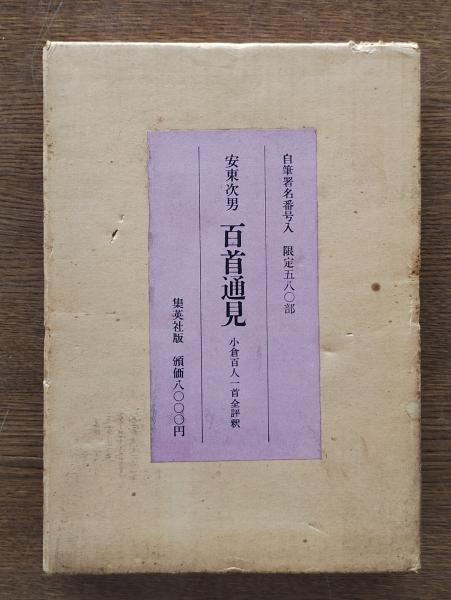 自筆署名番号入 限定五八〇部
安東次男 百首通見 小倉百人一首全評釈
集英社版 頒価八〇〇〇円